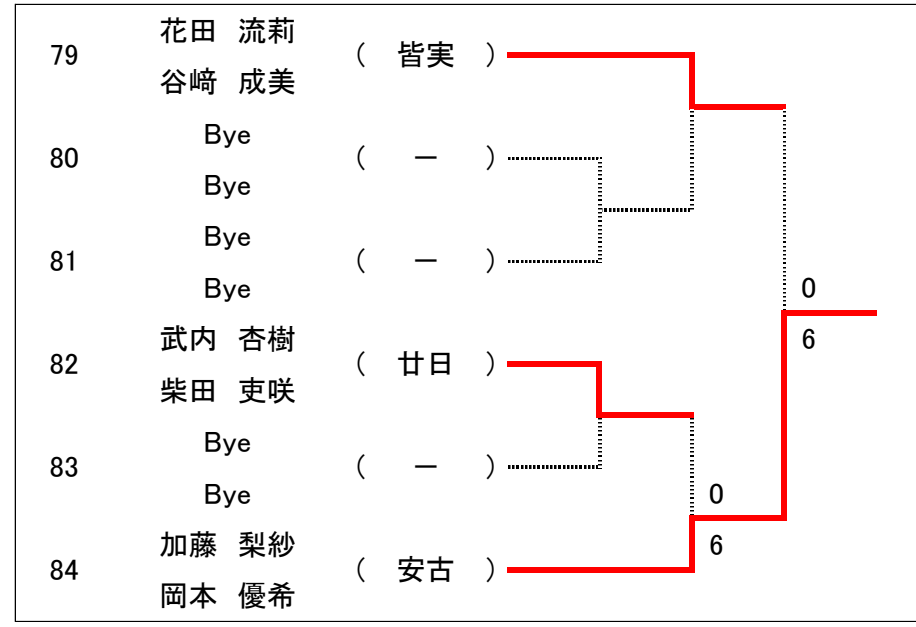 花田 流莉
79 ( 皆実 )
谷﨑 成美
Bye
80 ( ー )
Bye
Bye
81 ( ー )
Bye
0
武内 杏樹
6
82 ( 廿日 )
柴田 吏咲
Bye
83 ( ー )
Bye
0
加藤 梨紗
6
84 ( 安古 )
岡本 優希